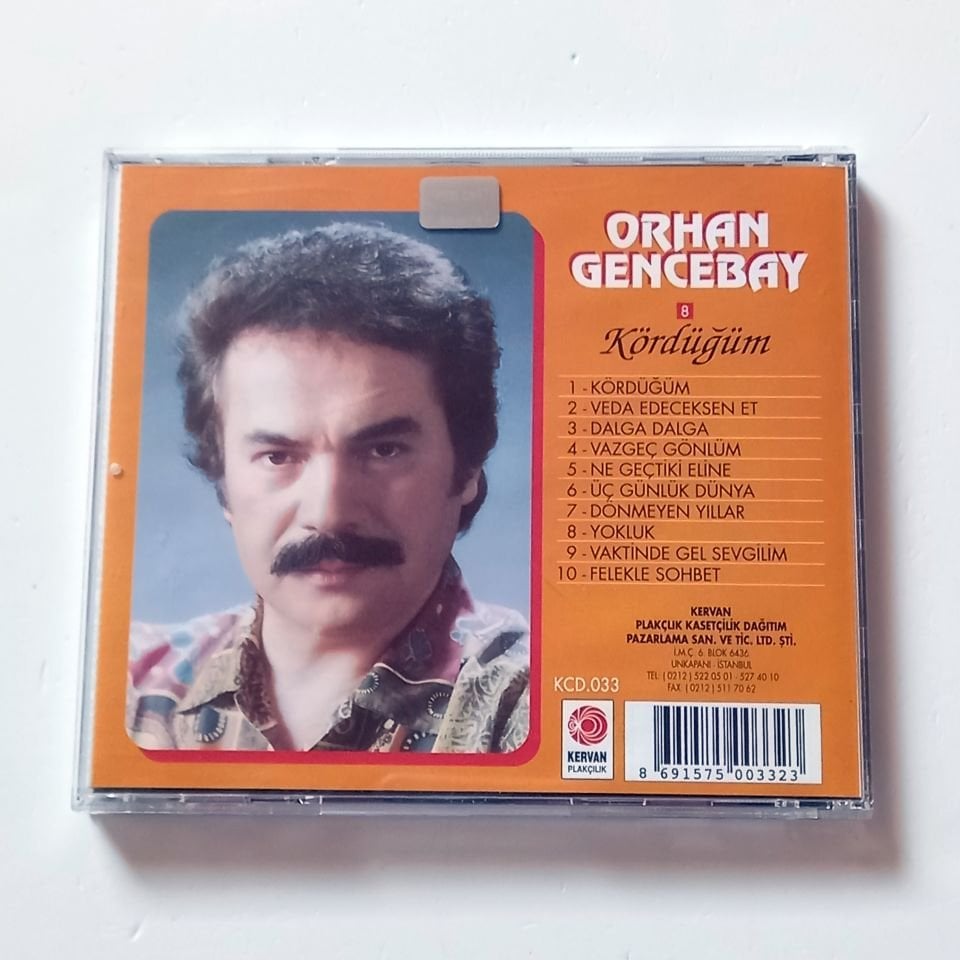 ORHAN
GENCEBAY
8
Kördüğüm
1 - KÖRDÜĞÜM
2 - VEDA EDECEKSEN ET
3 - DALGA DALGA
4 - VAZGEÇ GÖNLÜM
5 - NE GEÇTİKİ ELİNE
6 - ÜÇ GÜNLÜK DÜNYA
7 - DÖNMEYEN YILLAR
8 - YOKLUK
9 - VAKTİNDE GEL SEVGİLİM
10 - FELEKLE SOHBET
KERVAN
PLAKÇLIK KASETÇİLİK DAĞITIM
PAZARLAMA SAN. VE TİC. LTD. ŞTİ.
İ.M.Ç. 6. BLOK 6436
UNKAPANI - İSTANBUL
TEL: ( 0212 ) 522 05 01 - 527 40 10
FAX: ( 0212 ) 511 70 62
KCD.033
KERVAN
PLAKÇILIK
8 691575 003323